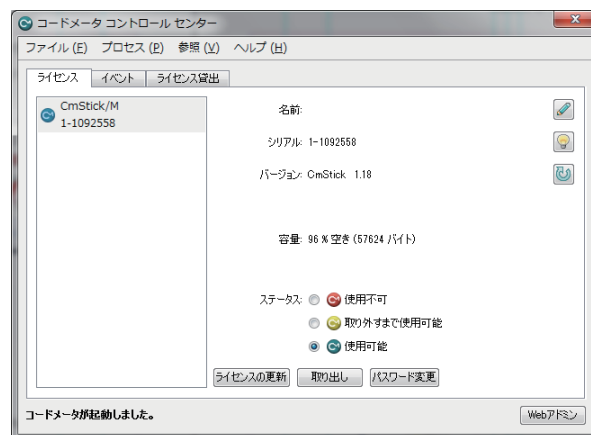 コードメータ コントロール センター
ファイル (F) プロセス (P) 参照 (V) ヘルプ (H)
ライセンス イベント ライセンス貸出
CmStick/M
1-1092558
名前:
シリアル: 1-1092558
バージョン: CmStick 1.18
容量: 96 % 空き (57624 バイト)
ステータス: 使用不可
取り外すまで使用可能
使用可能
ライセンスの更新 取り出し パスワード変更
コードメータが起動しました。 Webアドミン